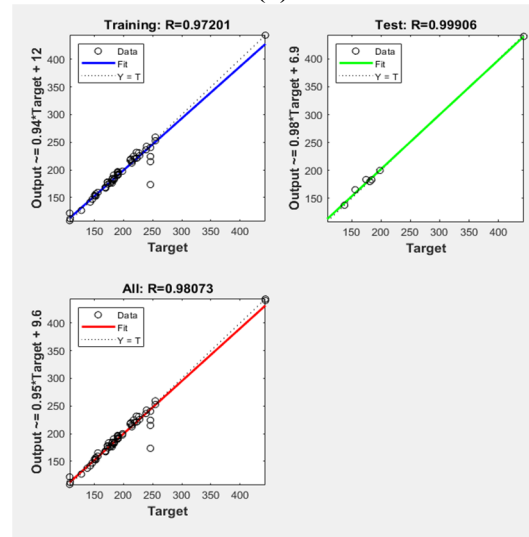 Training: R=0.97201
Output ~= 0.94*Target + 12
400
350
300
250
200
150
Data
Fit
Y = T
150 200 250 300 350 400
Target
Test: R=0.99906
Output ~= 0.98*Target + 6.9
400
350
300
250
200
150
Data
Fit
Y = T
150 200 250 300 350 400
Target
All: R=0.98073
Output ~= 0.95*Target + 9.6
400
350
300
250
200
150
Data
Fit
Y = T
150 200 250 300 350 400
Target